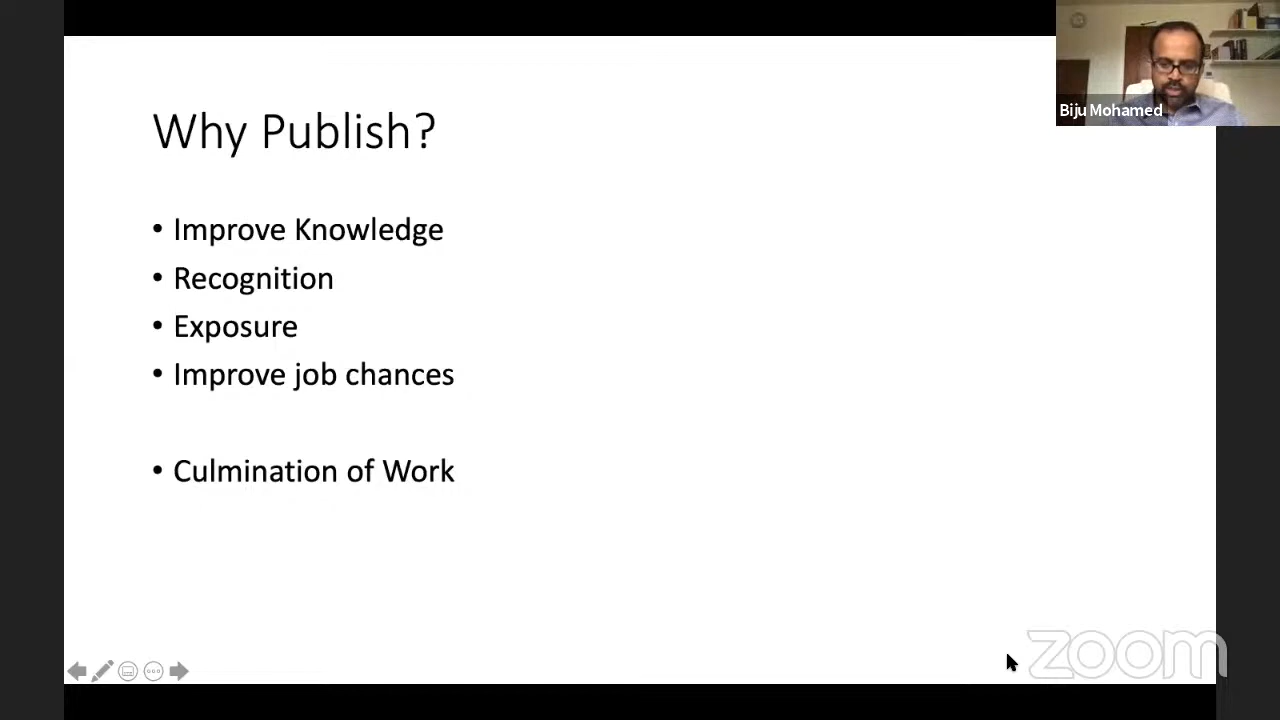 Why Publish?
• Improve Knowledge
• Recognition
• Exposure
• Improve job chances
• Culmination of Work
Biju Mohamed
zoom